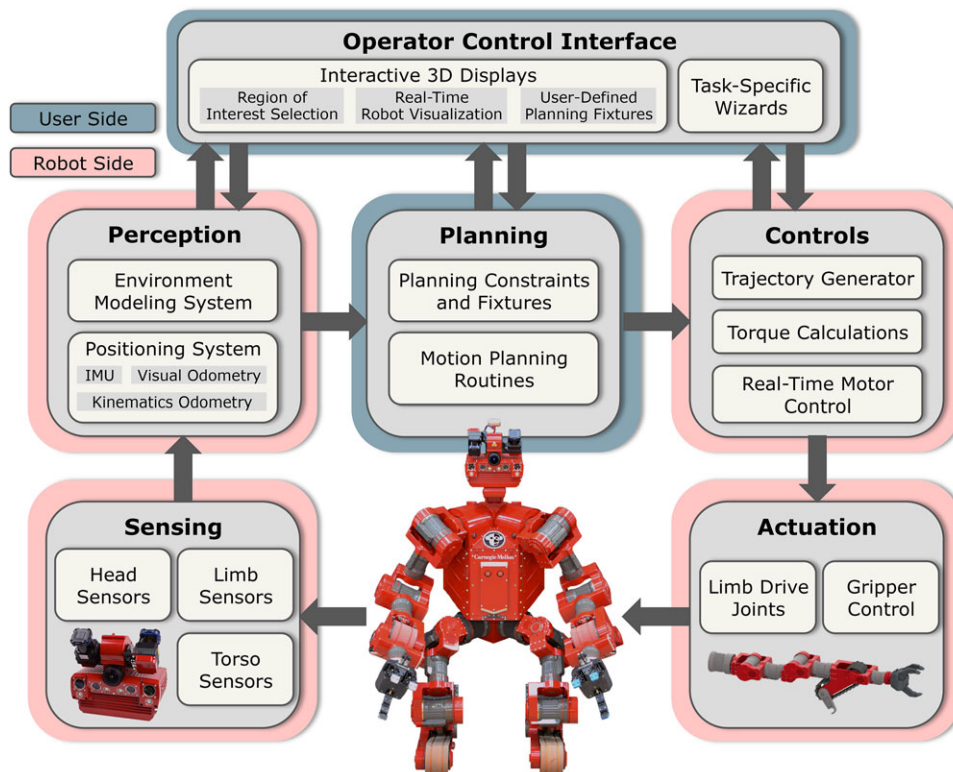 Operator Control Interface
Interactive 3D Displays
Region of
Interest Selection
Real-Time
Robot Visualization
User-Defined
Planning Fixtures
Task-Specific
Wizards
User Side
Robot Side
Perception
Environment
Modeling System
Positioning System
IMU
Visual Odometry
Kinematics Odometry
Planning
Planning Constraints
and Fixtures
Motion Planning
Routines
Controls
Trajectory Generator
Torque Calculations
Real-Time Motor
Control
Sensing
Head
Sensors
Limb
Sensors
Torso
Sensors
Carnegie Mellon
Actuation
Limb Drive
Joints
Gripper
Control